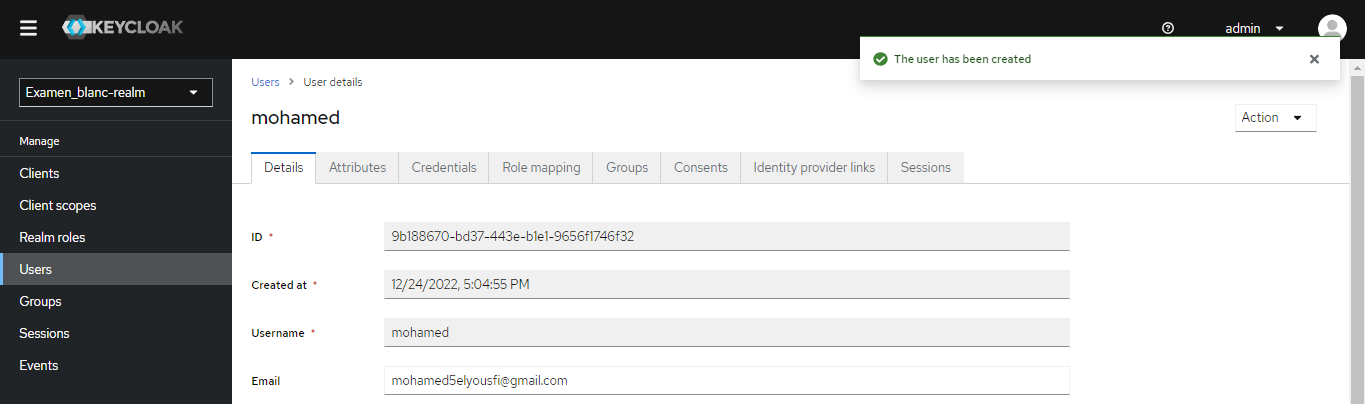 KEYCLOAK
admin
The user has been created
Examen_blanc-realm
Manage
Clients
Client scopes
Realm roles
Users
Groups
Sessions
Events
Users > User details
mohamed
Action
Details Attributes Credentials Role mapping Groups Consents Identity provider links Sessions
ID * 9b188670-bd37-443e-b1e1-9656f1746f32
Created at * 12/24/2022, 5:04:55 PM
Username * mohamed
Email mohamed5elyousfi@gmail.com